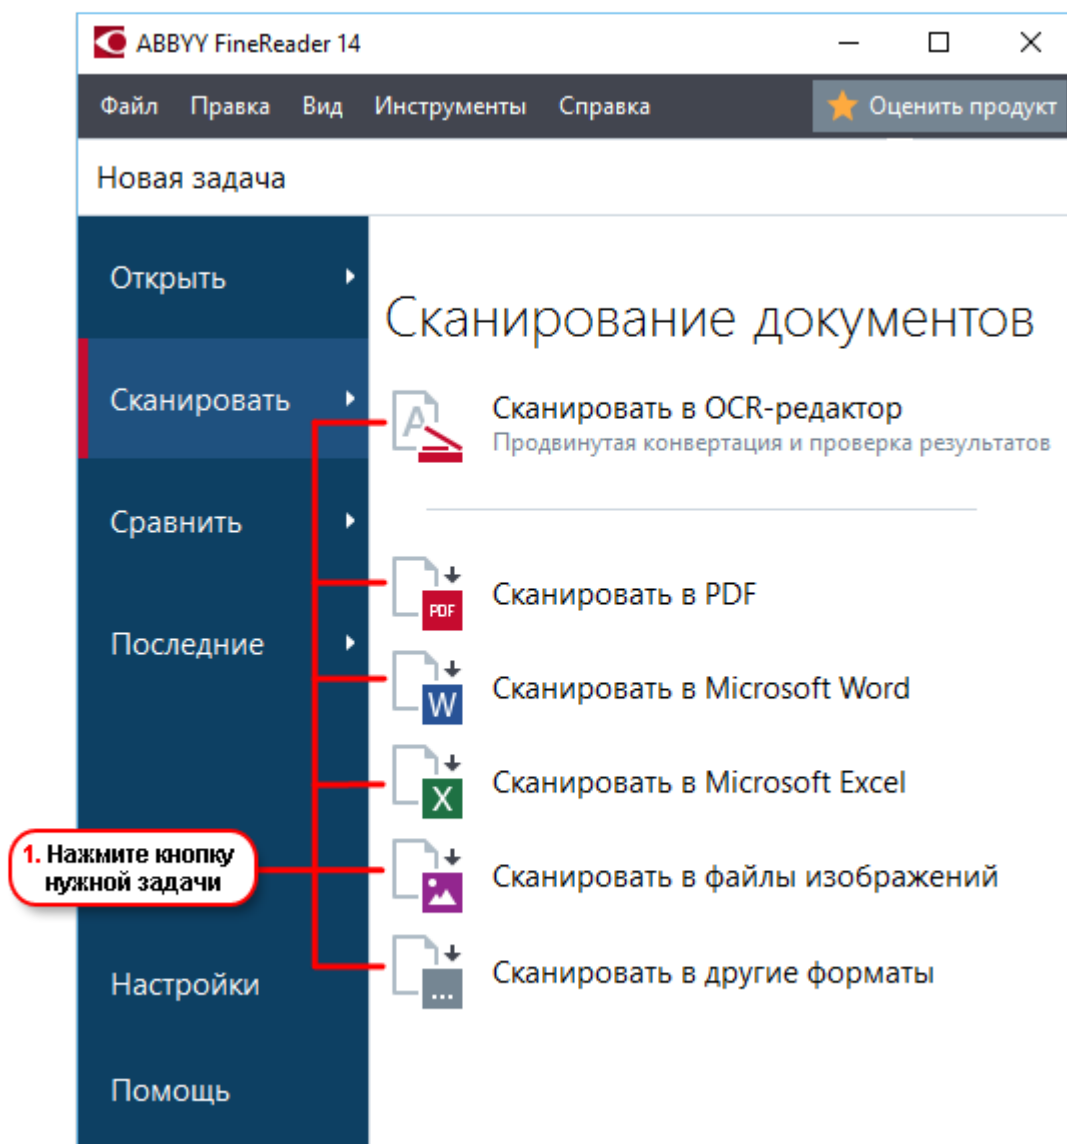 ABBYY FineReader 14
Файл Правка Вид Инструменты Справка Оценить продукт
Новая задача
Открыть
Сканировать
Сравнить
Последние
Настройки
Помощь
Сканирование документов
A
Сканировать в OCR-редактор
Продвинутая конвертация и проверка результатов
PDF
Сканировать в PDF
W
Сканировать в Microsoft Word
X
Сканировать в Microsoft Excel
Сканировать в файлы изображений
...
Сканировать в другие форматы
1. Нажмите кнопку
нужной задачи